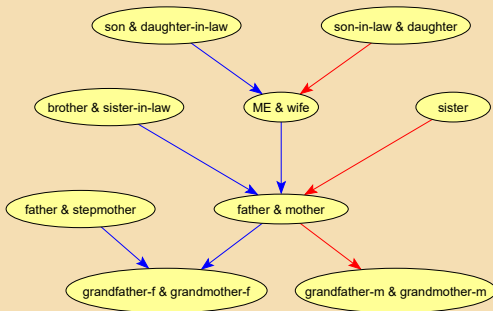 son & daughter-in-law
son-in-law & daughter
brother & sister-in-law
ME & wife
sister
father & stepmother
father & mother
grandfather-f & grandmother-f
grandfather-m & grandmother-m